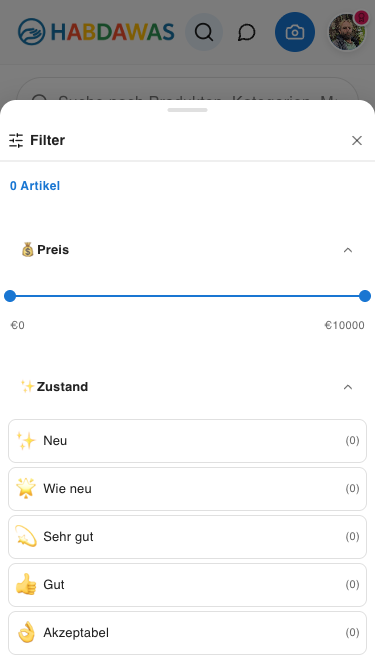 HABDAWAS
Suche nach Produkten, Kategorien, M
Filter
0 Artikel
Preis
€0
€10000
Zustand
Neu
(0)
Wie neu
(0)
Sehr gut
(0)
Gut
(0)
Akzeptabel
(0)